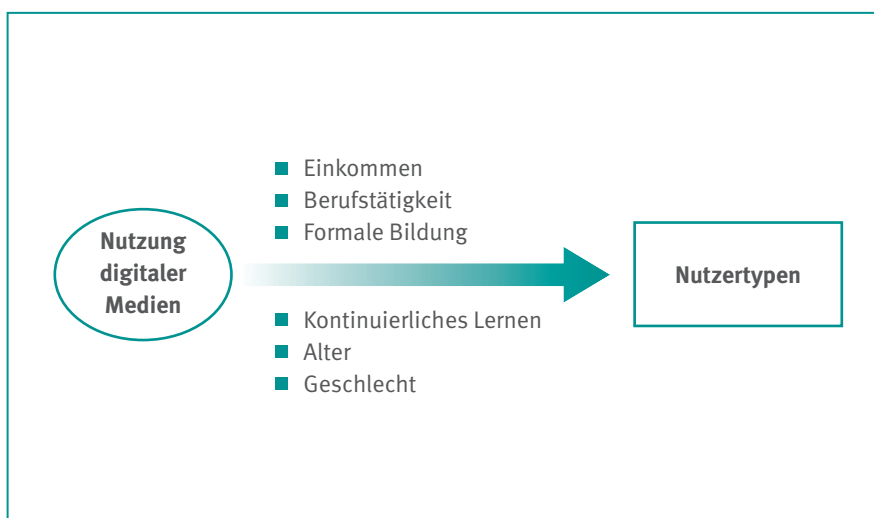 Nutzung
digitaler
Medien
Einkommen
Berufstätigkeit
Formale Bildung
Kontinuierliches Lernen
Alter
Geschlecht
Nutzertypen